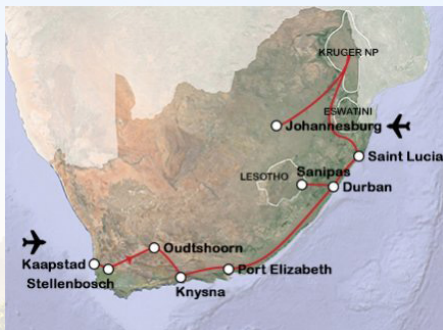 KRUGER NP
ESWATINI
Johannesburg
Saint Lucia
Sanipas
LESOTHO
Durban
Oudtshoorn
Kaapstad
Port Elizabeth
Stellenbosch
Knysna